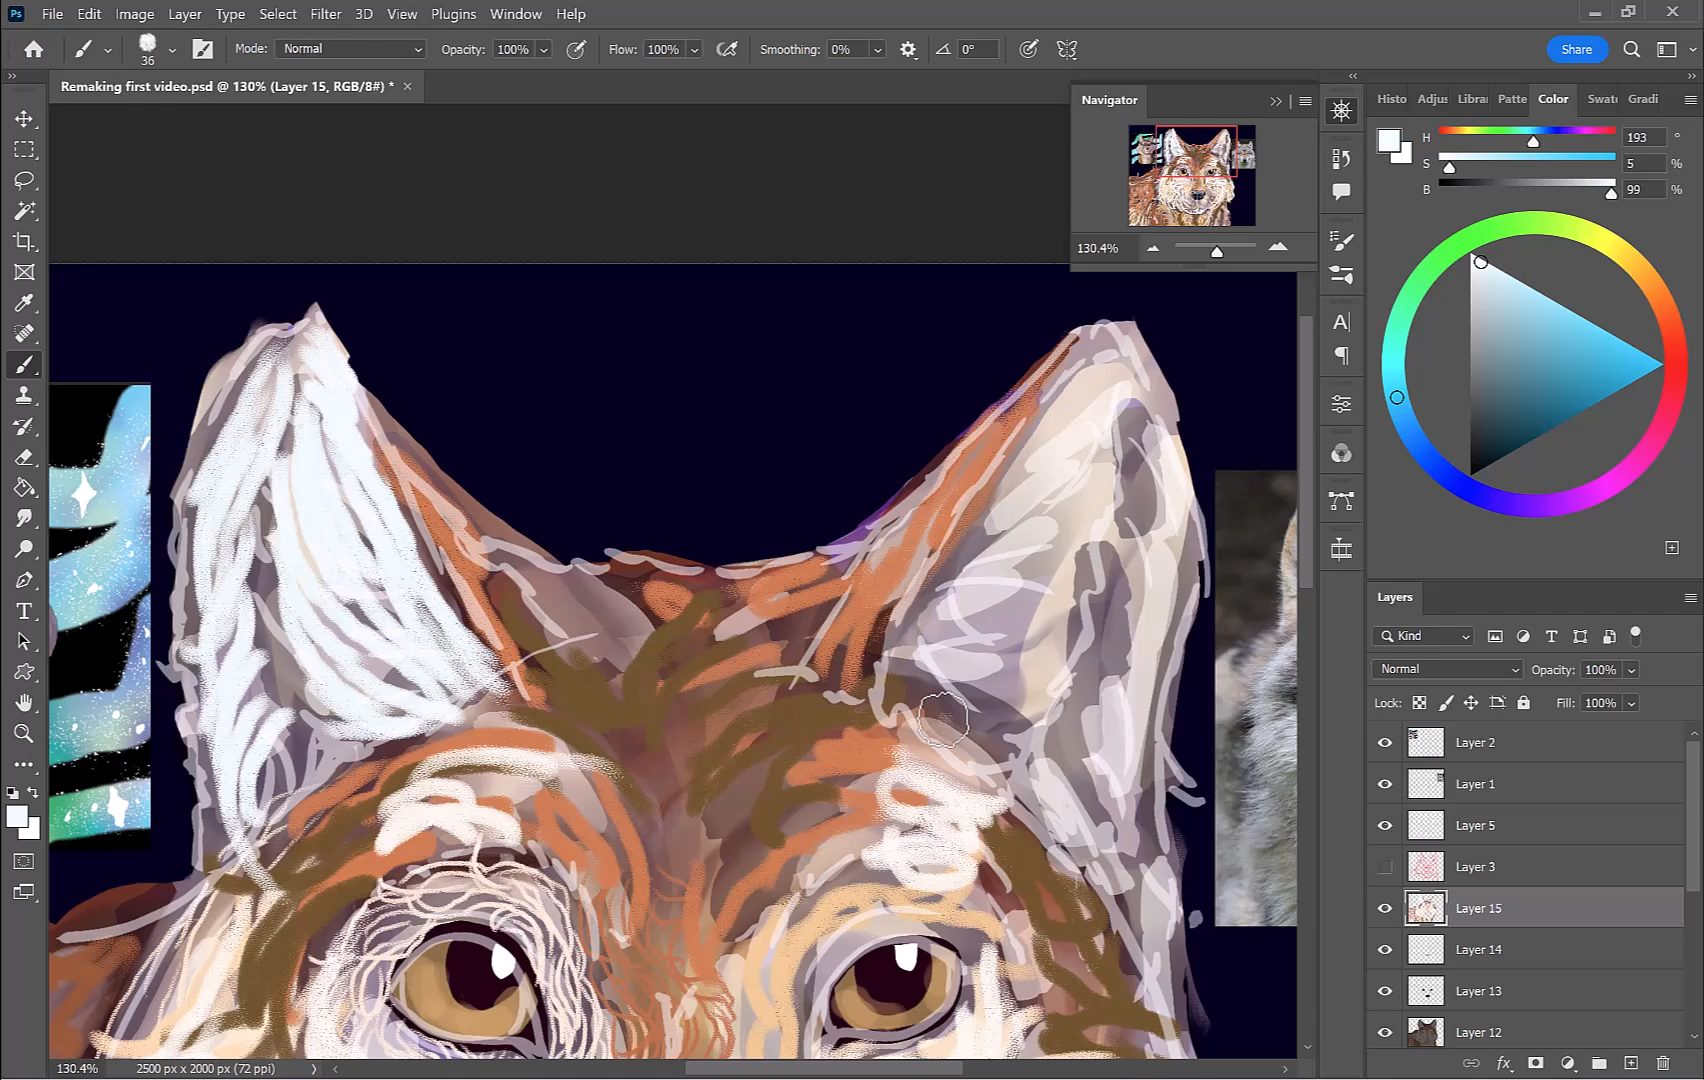 Ps File Edit Image Layer Type Select Filter 3D View Plugins Window Help
36 Mode: Normal Opacity: 100% Flow: 100% Smoothing: 0% 0° Share
Remaking first video.psd @ 130% (Layer 15, RGB/8#) *
Navigator
130.4%
Histo Adjus Libra Patte Color Swatc Gradi
H 193 °
S 5 %
B 99 %
Layers
Kind
Normal Opacity: 100%
Lock: Fill: 100%
Layer 2
Layer 1
Layer 5
Layer 3
Layer 15
Layer 14
Layer 13
Layer 12
130.4% 2500 px x 2000 px (72 ppi)